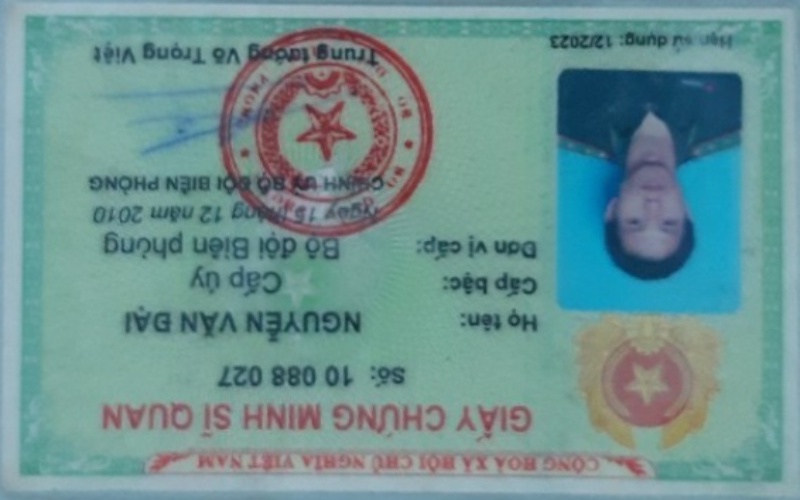 CỘNG HOÀ XÃ HỘI CHỦ NGHĨA VIỆT NAM
GIẤY CHỨNG MINH SĨ QUAN
Số: 10 088 027
Họ tên: NGUYỄN VĂN ĐẠI
Cấp bậc: Cấp úy
Đơn vị cấp: Bộ đội Biên phòng
Ngày 15 tháng 12 năm 2010
CHÍNH UỶ BỘ ĐỘI BIÊN PHÒNG
Trung tướng Võ Trọng Việt
Hạn sử dụng: 12/2023